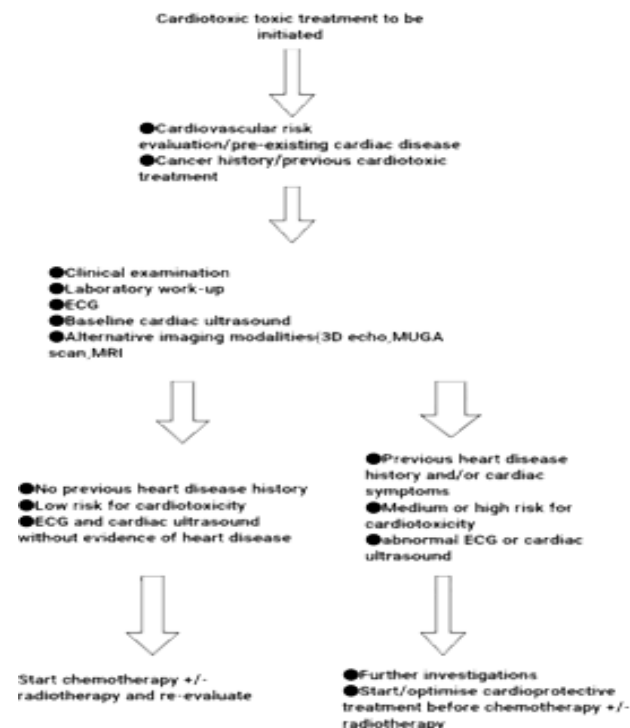 Cardiotoxic toxic treatment to be
initiated
●Cardiovascular risk
evaluation/pre-existing cardiac disease
●Cancer history/previous cardiotoxic
treatment
●Clinical examination
●Laboratory work-up
●ECG
●Baseline cardiac ultrasound
●Alternative imaging modalities(3D echo,MUGA
scan,MRI
●No previous heart disease history
●Low risk for cardiotoxicity
●ECG and cardiac ultrasound
without evidence of heart disease
●Previous heart disease
history and/or cardiac
symptoms
●Medium or high risk for
cardiotoxicity
●abnormal ECG or cardiac
ultrasound
Start chemotherapy +/-
radiotherapy and re-evaluate
●Further investigations
●Start/optimise cardioprotective
treatment before chemotherapy +/-
radiotherapy